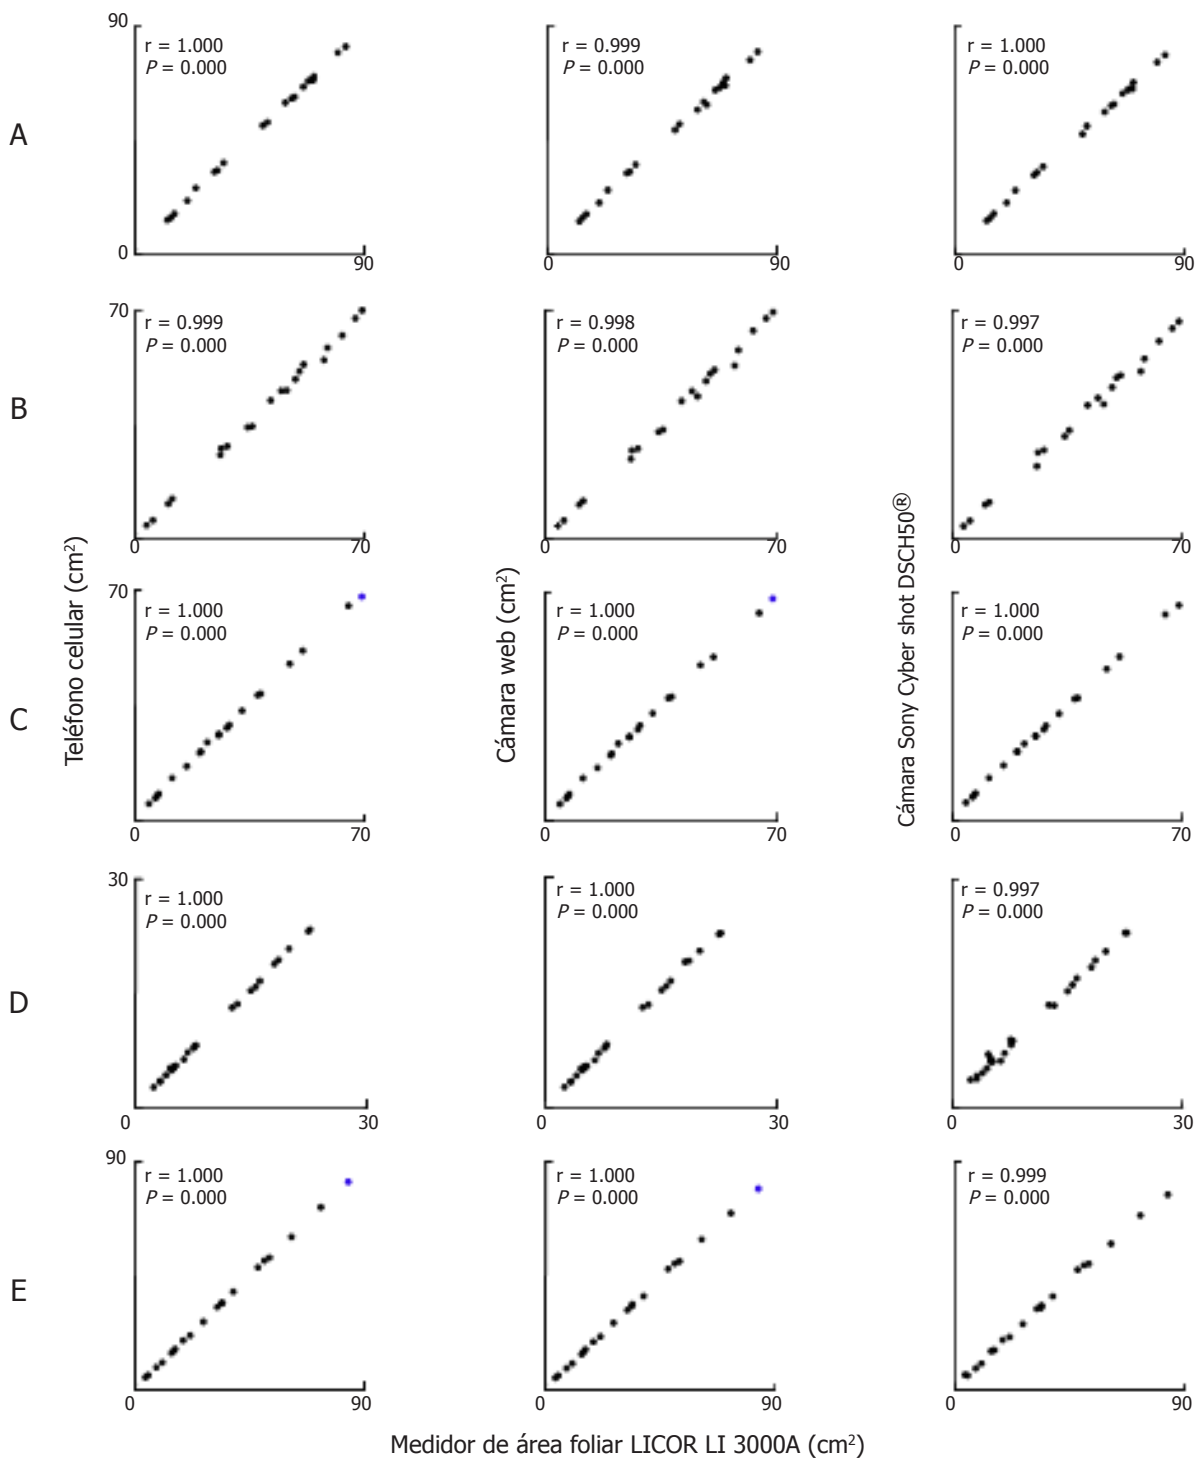 90
r = 1.000
P = 0.000
r = 0.999
P = 0.000
r = 1.000
P = 0.000
A
0
90
0
90
0
90
70
r = 0.999
P = 0.000
r = 0.998
P = 0.000
r = 0.997
P = 0.000
B
0
70
0
70
0
70
Teléfono celular (cm²)
Cámara web (cm²)
Cámara Sony Cyber shot DSCH50®
70
r = 1.000
P = 0.000
r = 1.000
P = 0.000
r = 1.000
P = 0.000
C
0
70
0
70
0
70
30
r = 1.000
P = 0.000
r = 1.000
P = 0.000
r = 0.997
P = 0.000
D
0
30
0
30
0
30
90
r = 1.000
P = 0.000
r = 1.000
P = 0.000
r = 0.999
P = 0.000
E
0
90
0
90
0
90
Medidor de área foliar LICOR LI 3000A (cm²)